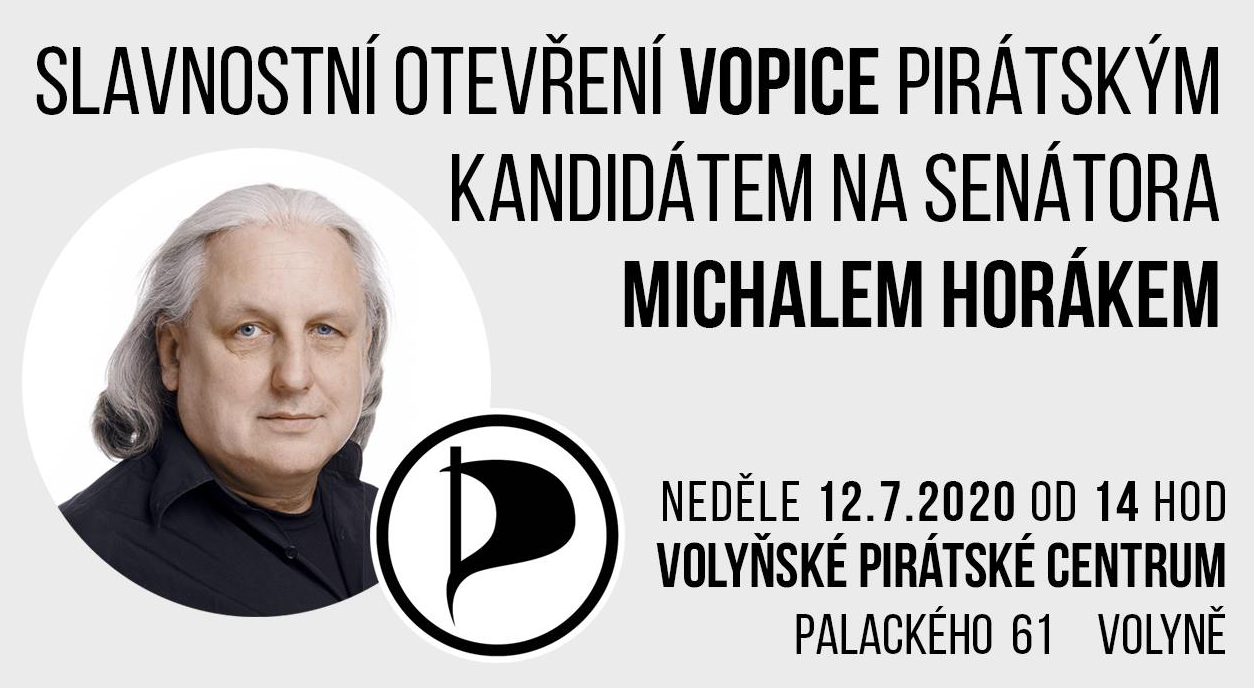 SLAVNOSTNÍ OTEVŘENÍ VOPICE PIRÁTSKÝM
KANDIDÁTEM NA SENÁTORA
MICHALEM HORÁKEM
NEDĚLE 12.7.2020 OD 14 HOD
VOLYŇSKÉ PIRÁTSKÉ CENTRUM
PALACKÉHO 61 VOLYNĚ